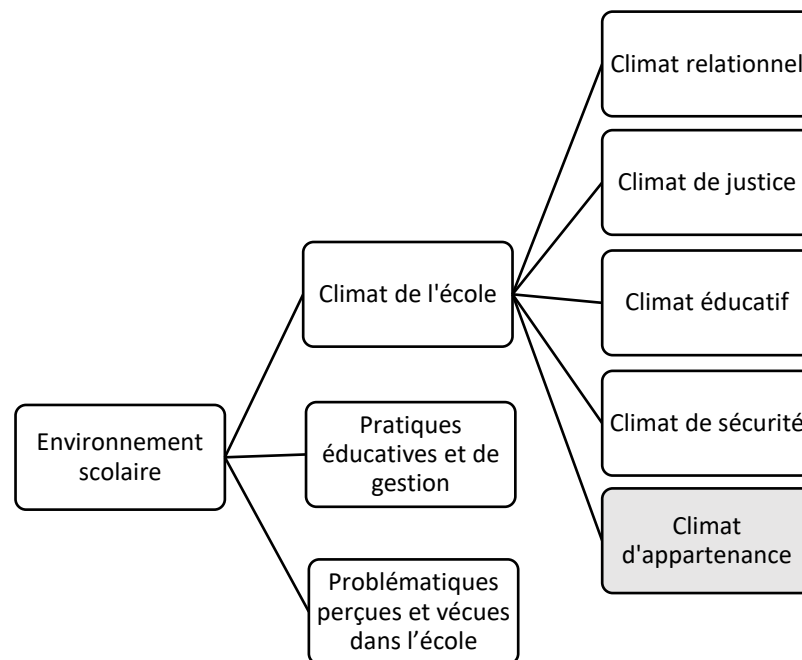 Climat relationnel
Climat de justice
Climat de l'école
Climat éducatif
Climat de sécurité
Environnement
scolaire
Pratiques
éducatives et de
gestion
Climat
d'appartenance
Problématiques
perçues et vécues
dans l’école